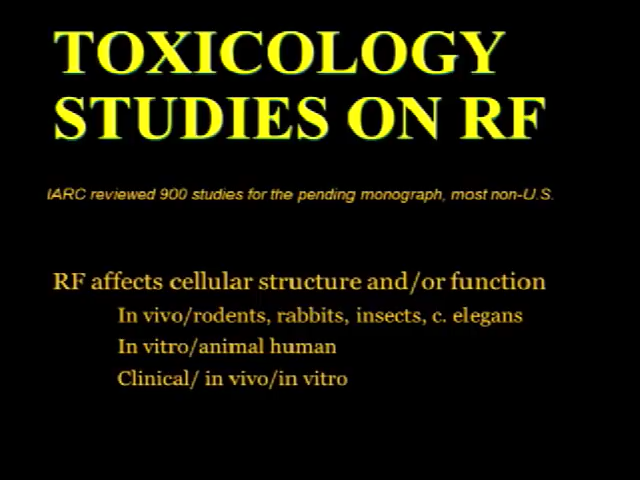 TOXICOLOGY
STUDIES ON RF
IARC reviewed 900 studies for the pending monograph, most non-U.S.
RF affects cellular structure and/or function
In vivo/rodents, rabbits, insects, c. elegans
In vitro/animal human
Clinical/ in vivo/in vitro